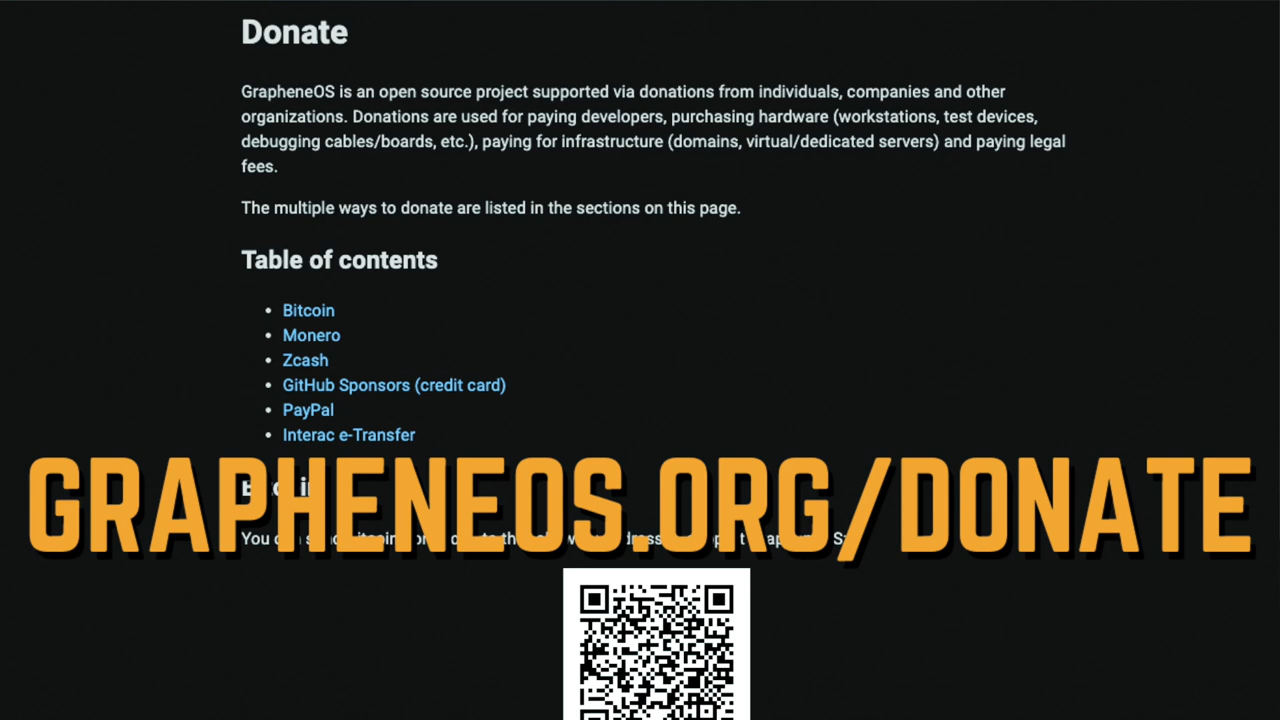 Donate
GrapheneOS is an open source project supported via donations from individuals, companies and other
organizations. Donations are used for paying developers, purchasing hardware (workstations, test devices,
debugging cables/boards, etc.), paying for infrastructure (domains, virtual/dedicated servers) and paying legal
fees.
The multiple ways to donate are listed in the sections on this page.
Table of contents
• Bitcoin
• Monero
• Zcash
• GitHub Sponsors (credit card)
• PayPal
• Interac e-Transfer
GRAPHENEOS.ORG/DONATE
You